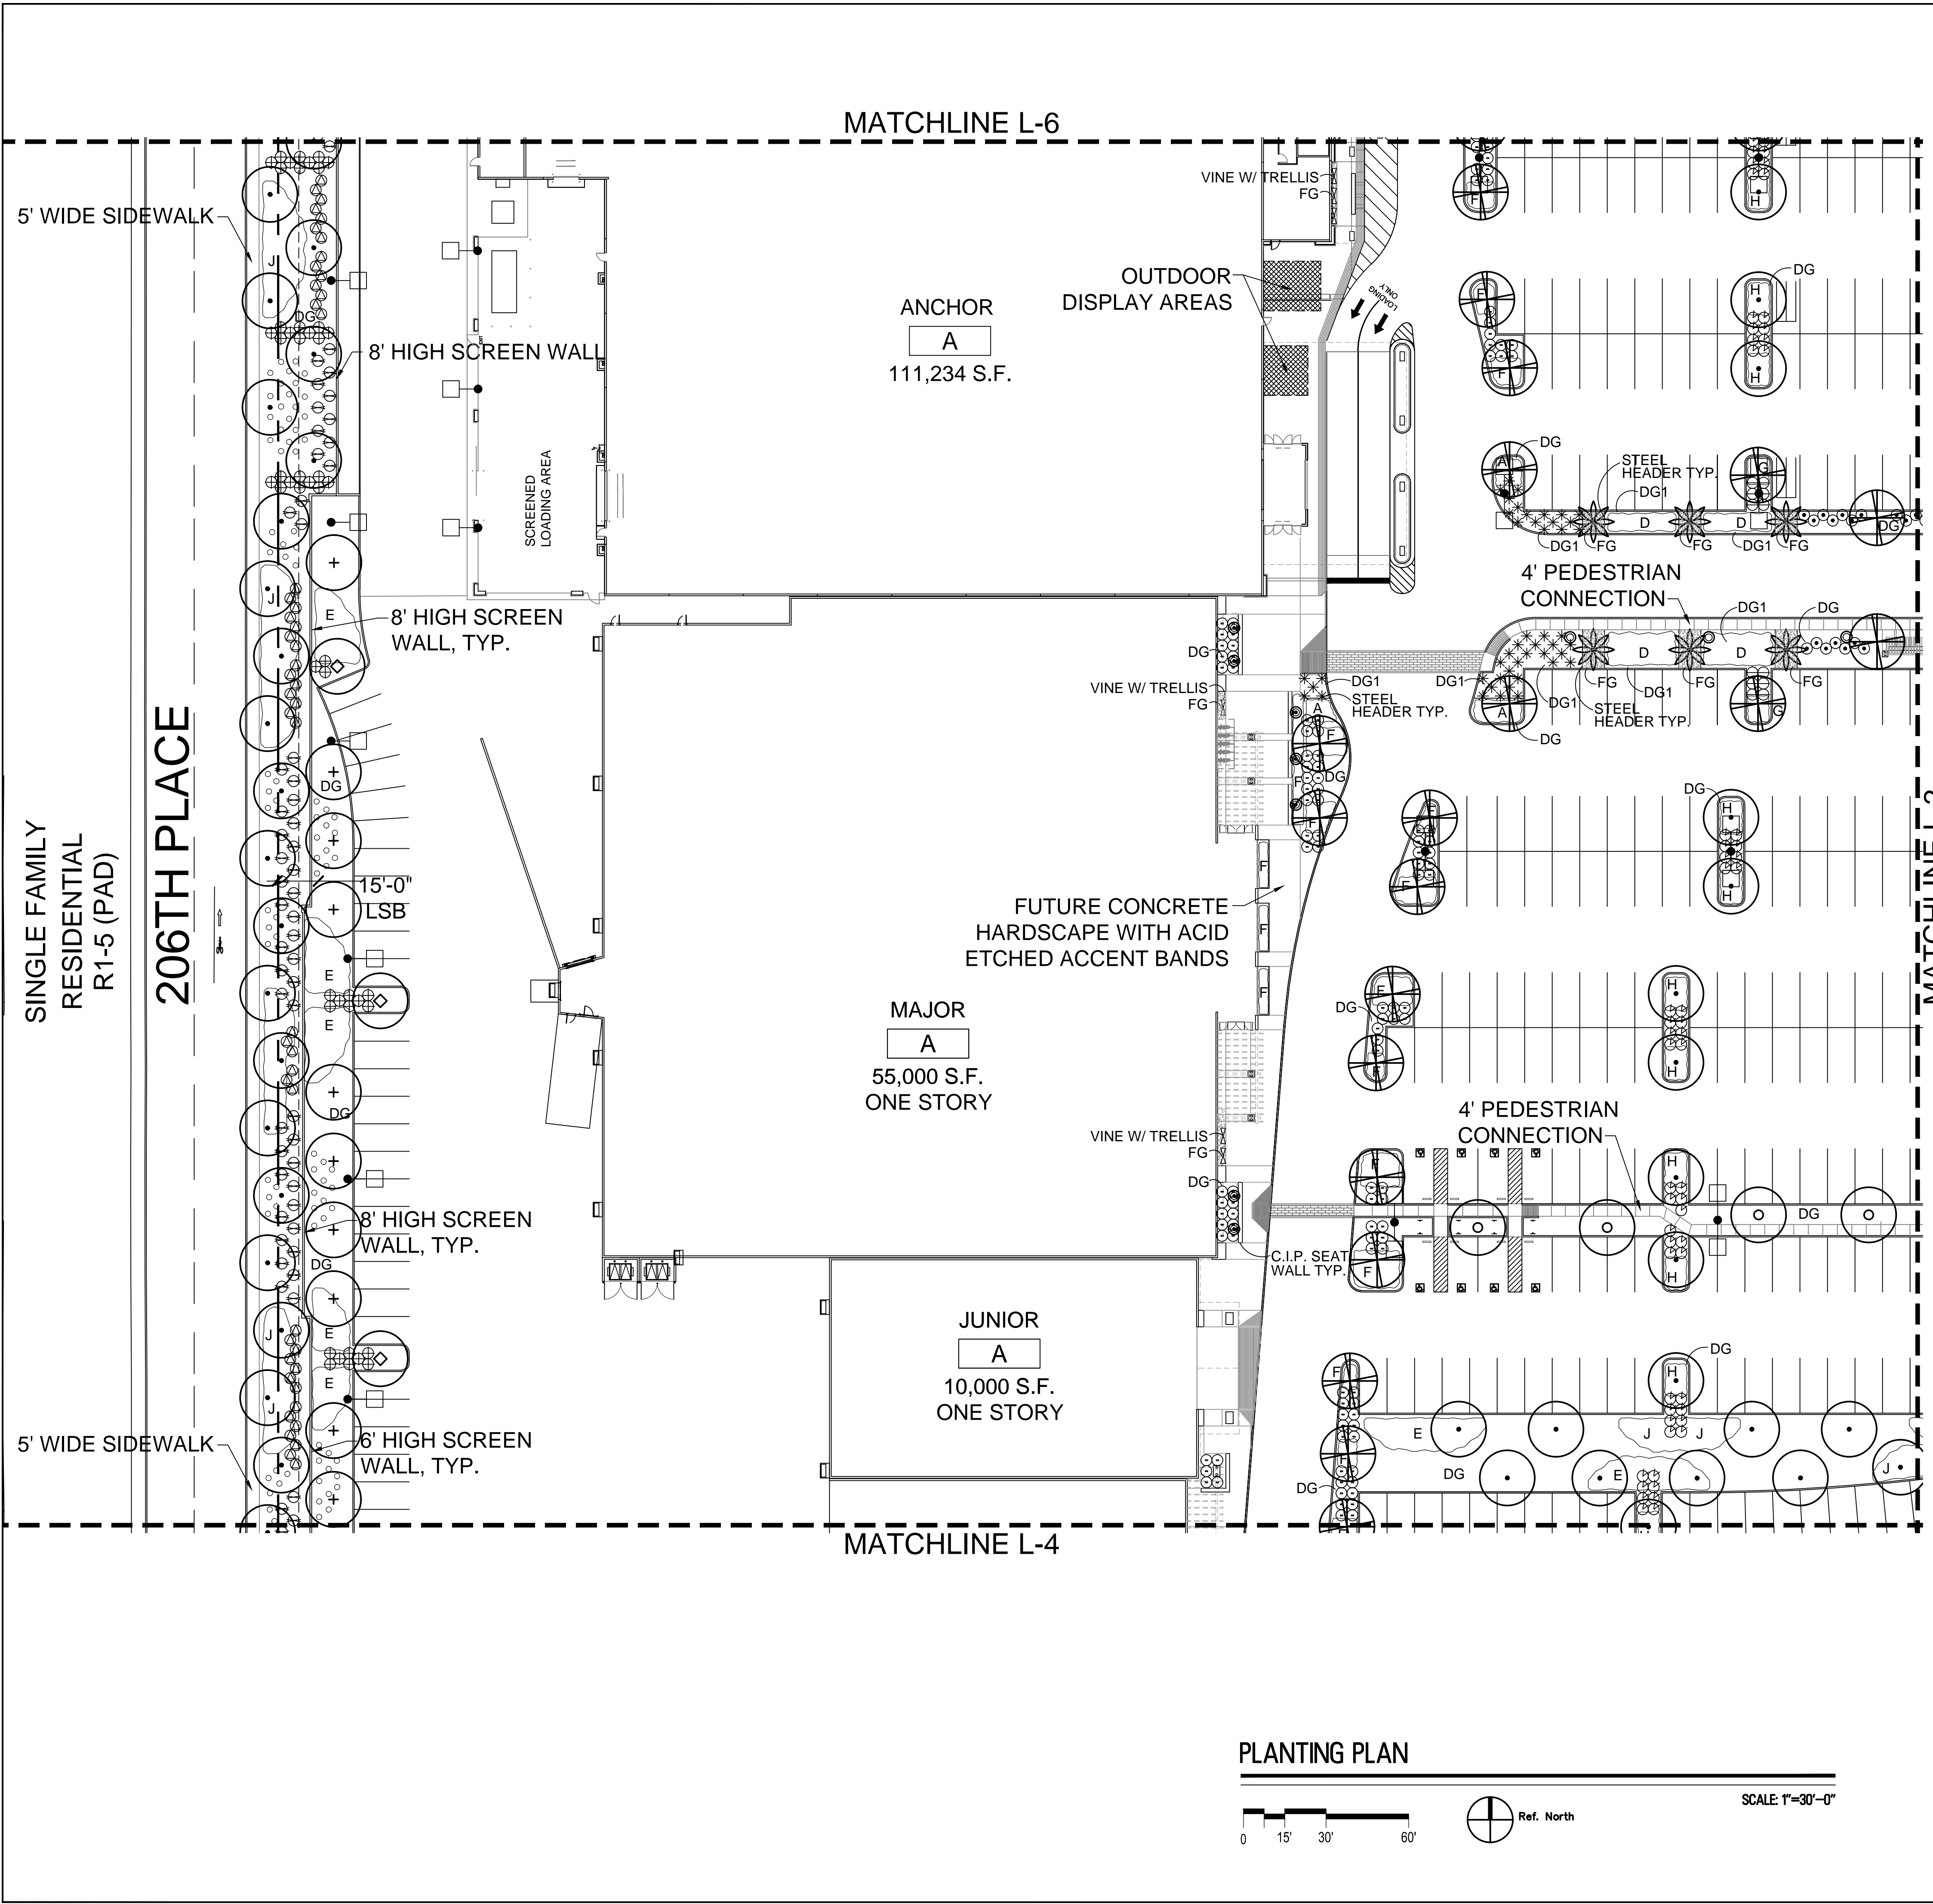 MATCHLINE L-6
5' WIDE SIDEWALK
J
DG
8' HIGH SCREEN WALL
SCREENED
LOADING AREA
ANCHOR
A
111,234 S.F.
VINE W/ TRELLIS
FG
OUTDOOR
DISPLAY AREAS
LOADING
ONLY
F
H
F
F
H
H
DG
A
DG
G
STEEL
HEADER TYP.
DG1
D
D
DG
DG1
FG
FG
DG1
FG
4' PEDESTRIAN
CONNECTION
DG1
DG
D
D
DG1
DG1
FG
DG1
FG
FG
STEEL
HEADER TYP.
A
DG
G
J
E
8' HIGH SCREEN
WALL, TYP.
DG
VINE W/ TRELLIS
FG
DG1
STEEL
HEADER TYP.
A
F
F
DG
F
SINGLE FAMILY
RESIDENTIAL
R1-5 (PAD)
206TH PLACE
DG
15'-0"
LSB
E
E
DG
F
F
F
FUTURE CONCRETE
HARDSCAPE WITH ACID
ETCHED ACCENT BANDS
MAJOR
A
55,000 S.F.
ONE STORY
F
F
DG
H
H
MATCHLINE L-2
DG
F
F
H
H
4' PEDESTRIAN
CONNECTION
VINE W/ TRELLIS
FG
DG
F
F
H
H
DG
C.I.P. SEAT
WALL TYP.
8' HIGH SCREEN
WALL, TYP.
DG
J
E
E
J
JUNIOR
A
10,000 S.F.
ONE STORY
F
F
DG
H
DG
E
J
J
DG
E
J
5' WIDE SIDEWALK
6' HIGH SCREEN
WALL, TYP.
MATCHLINE L-4
PLANTING PLAN
SCALE: 1"=30'-0"
0 15' 30' 60'
Ref. North